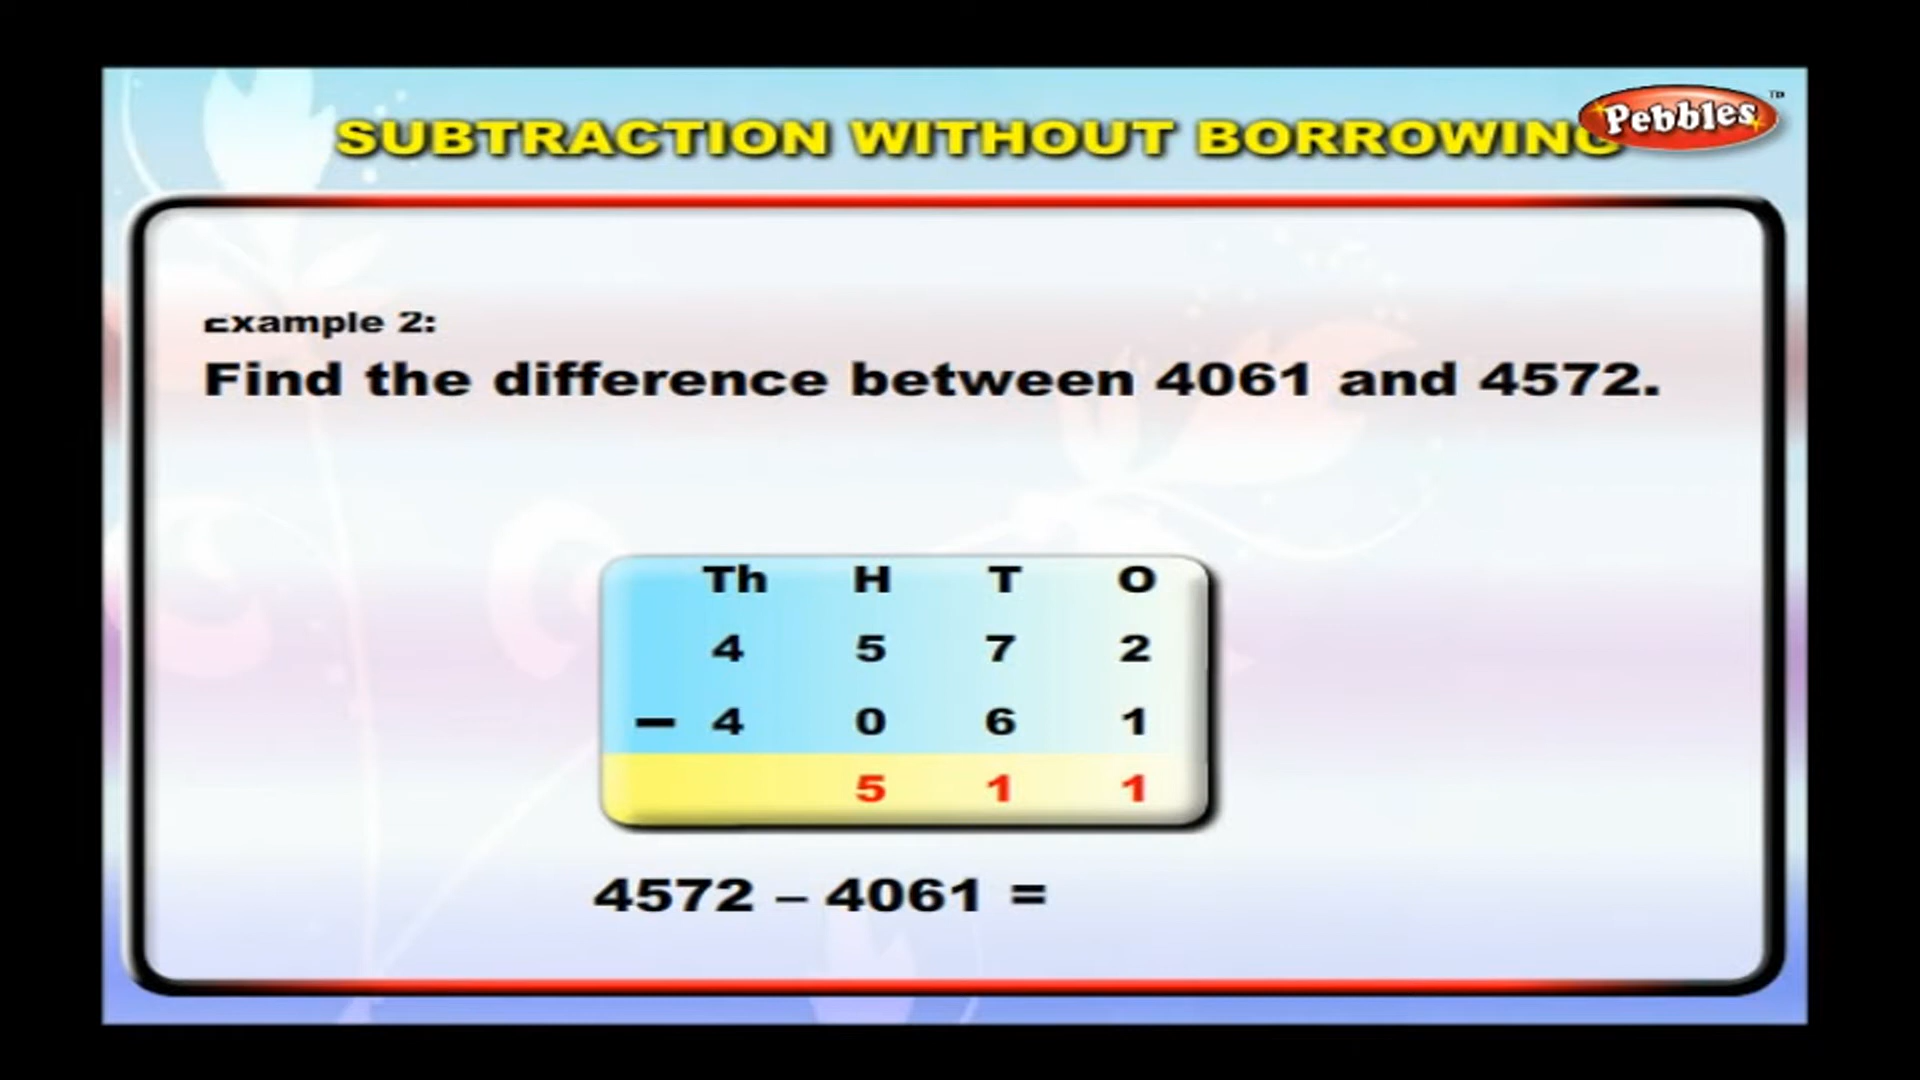 SUBTRACTION WITHOUT BORROWING
Pebbles TM
Example 2:
Find the difference between 4061 and 4572.
Th H T O
4 5 7 2
– 4 0 6 1
5 1 1
4572 – 4061 =